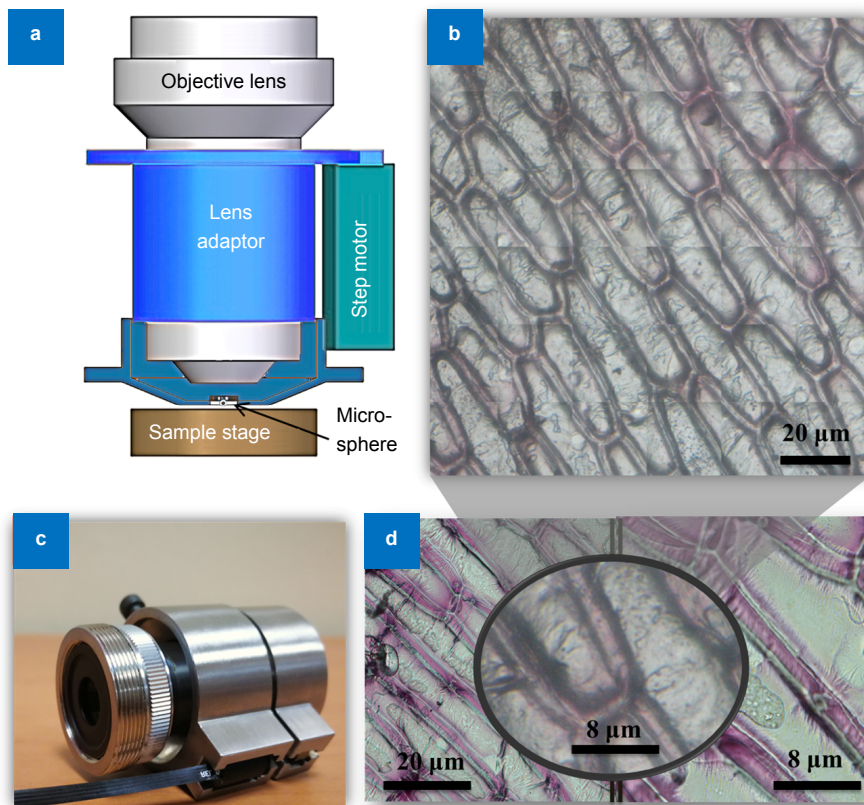 a
Objective lens
Lens
adaptor
Step motor
Micro-
sphere
Sample stage
b
20 μm
c
d
20 μm
8 μm
8 μm